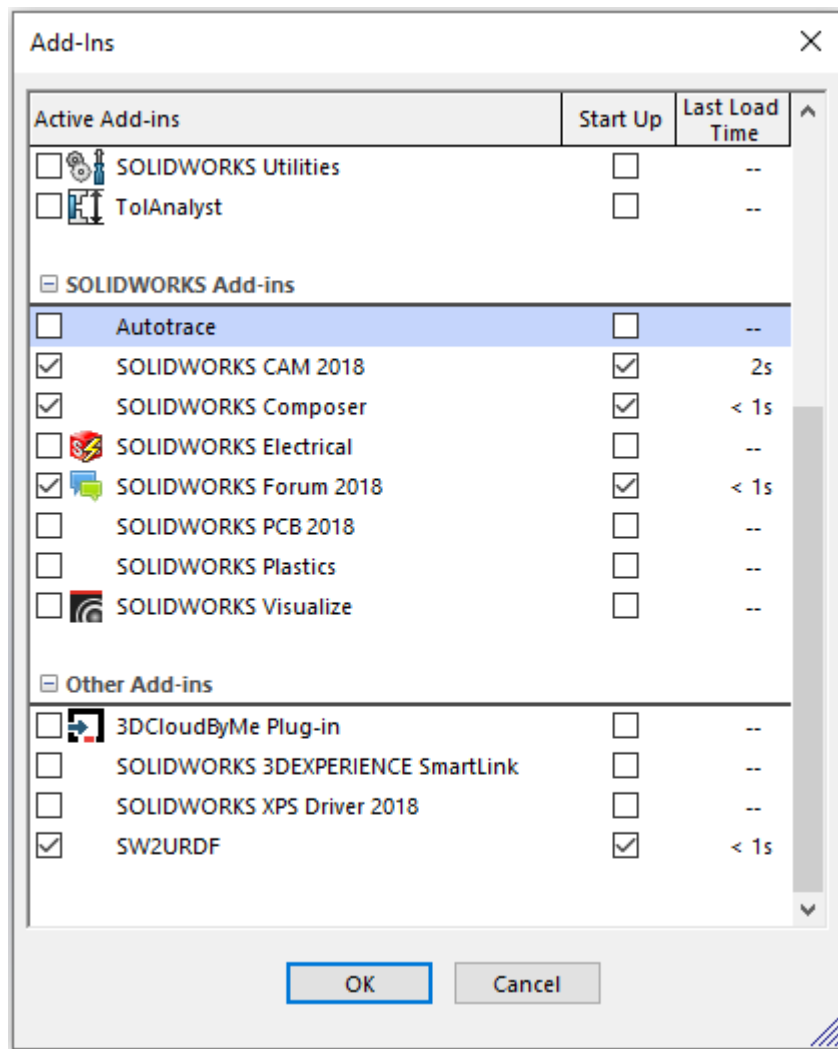 Add-Ins
Active Add-ins Start Up Last Load Time
SOLIDWORKS Utilities --
TolAnalyst --
SOLIDWORKS Add-ins
Autotrace --
SOLIDWORKS CAM 2018 2s
SOLIDWORKS Composer < 1s
SOLIDWORKS Electrical --
SOLIDWORKS Forum 2018 < 1s
SOLIDWORKS PCB 2018 --
SOLIDWORKS Plastics --
SOLIDWORKS Visualize --
Other Add-ins
3DCloudByMe Plug-in --
SOLIDWORKS 3DEXPERIENCE SmartLink --
SOLIDWORKS XPS Driver 2018 --
SW2URDF < 1s
OK Cancel